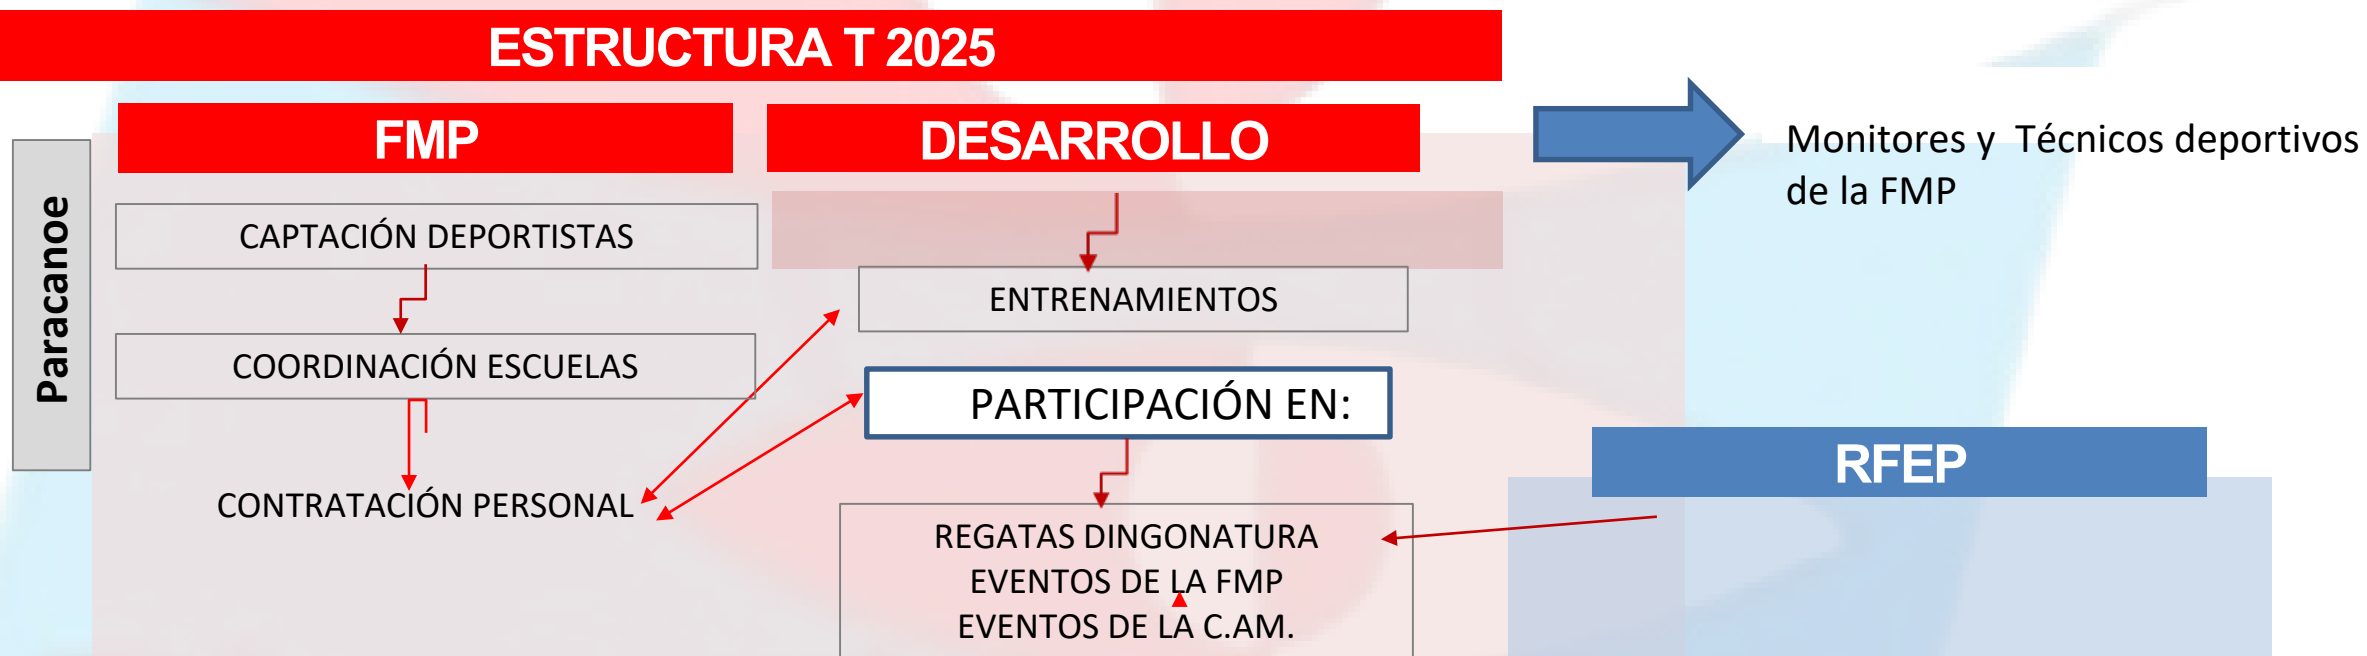 ESTRUCTURA T 2025
FMP
DESARROLLO
Monitores y Técnicos deportivos
de la FMP
Paracanoe
CAPTACIÓN DEPORTISTAS
COORDINACIÓN ESCUELAS
CONTRATACIÓN PERSONAL
ENTRENAMIENTOS
PARTICIPACIÓN EN:
REGATAS DINGONATURA
EVENTOS DE LA FMP
EVENTOS DE LA C.AM.
RFEP